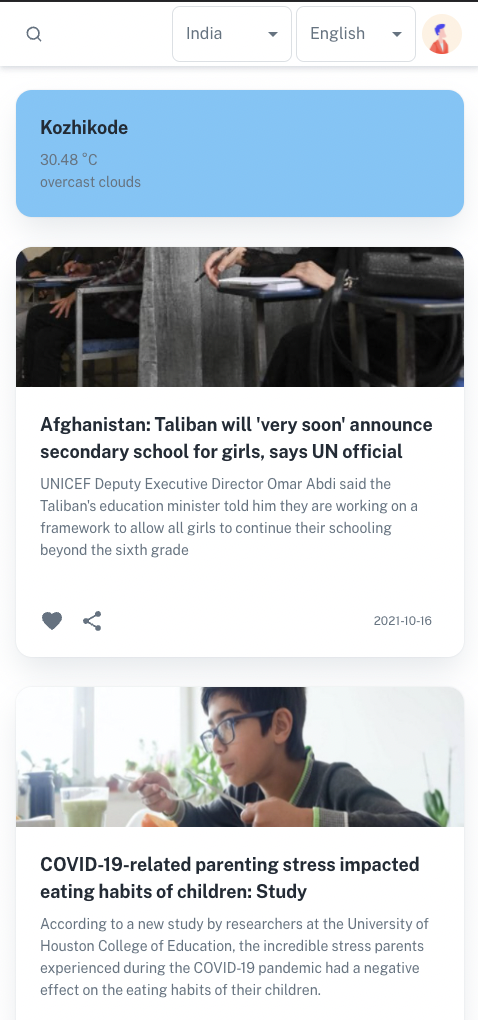 India
English
Kozhikode
30.48 °C
overcast clouds
Afghanistan: Taliban will 'very soon' announce
secondary school for girls, says UN official
UNICEF Deputy Executive Director Omar Abdi said the
Taliban's education minister told him they are working on a
framework to allow all girls to continue their schooling
beyond the sixth grade
2021-10-16
COVID-19-related parenting stress impacted
eating habits of children: Study
According to a new study by researchers at the University of
Houston College of Education, the incredible stress parents
experienced during the COVID-19 pandemic had a negative
effect on the eating habits of their children.